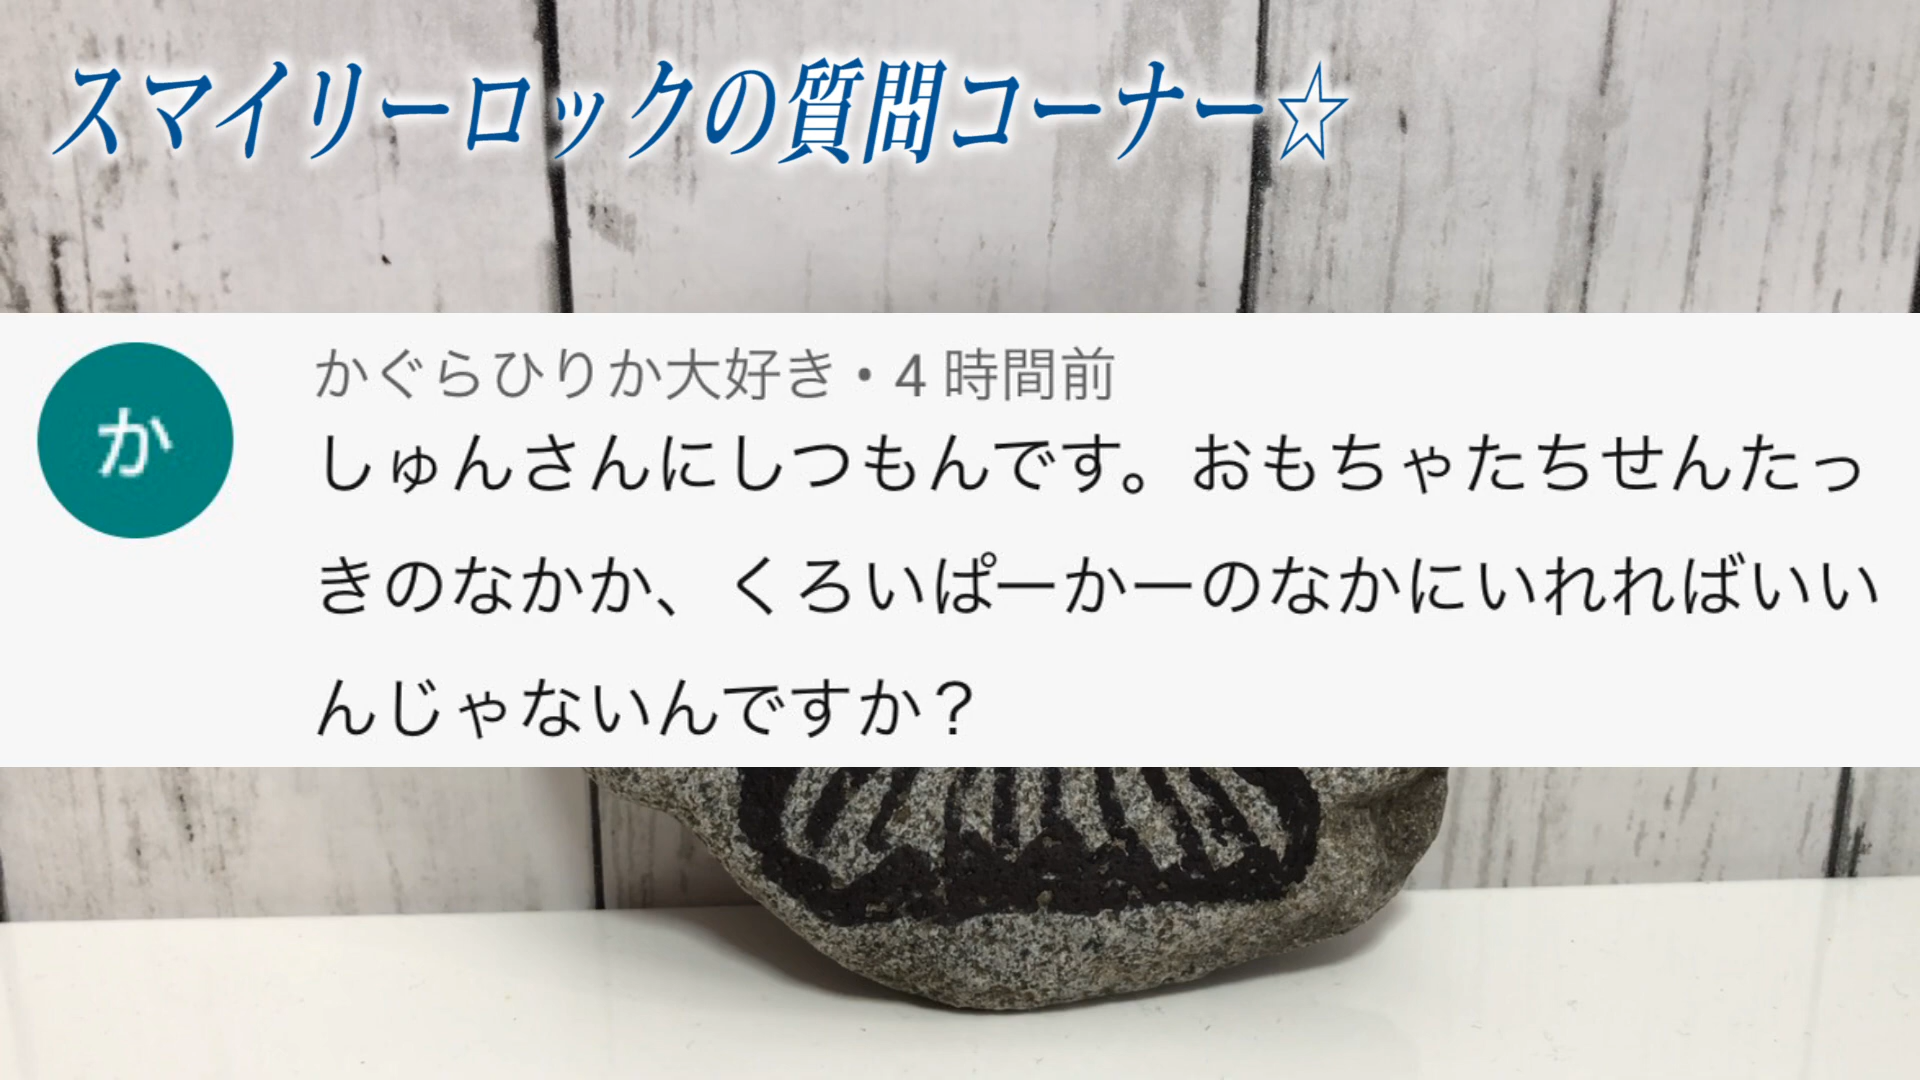 スマイリーロックの質問コーナー☆
か
かぐらひりか大好き・4 時間前
しゅんさんにしつもんです。おもちゃたちせんたっ
きのなかか、くろいぱーかーのなかにいれればいい
んじゃないんですか？